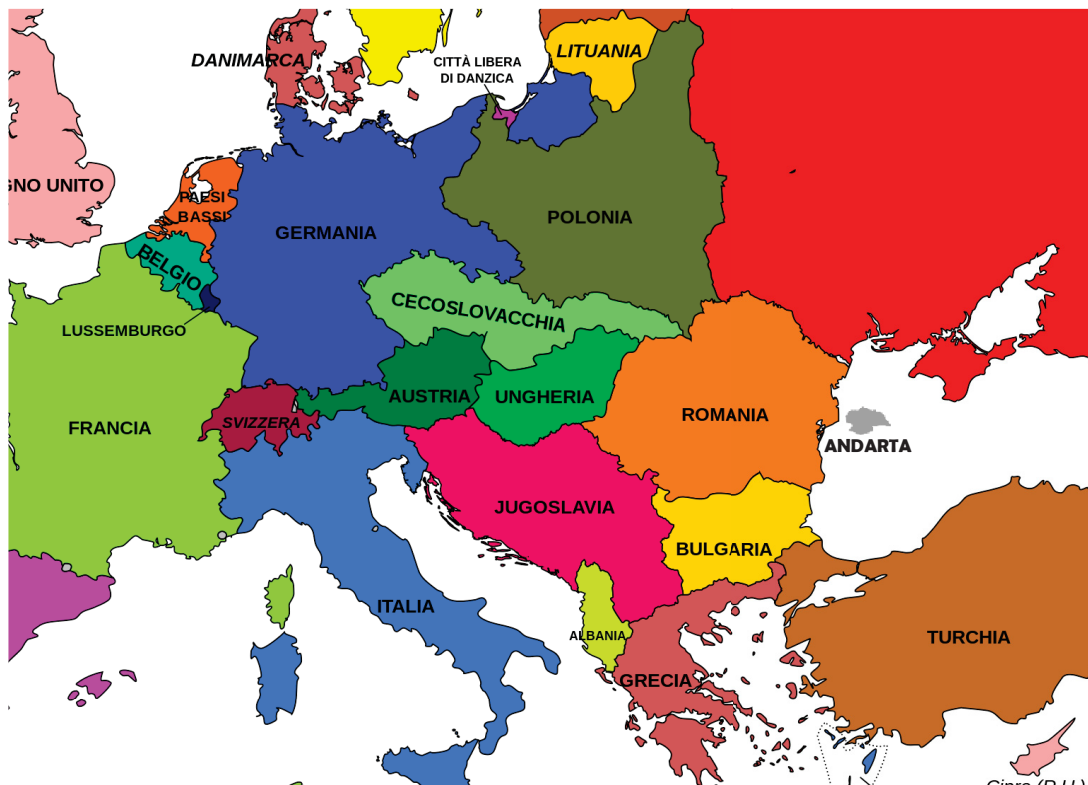 DANIMARCA
LITUANIA
CITTÀ LIBERA
DI DANZICA
GNO UNITO
PAESI
BASSI
POLONIA
GERMANIA
BELGIO
CECOSLOVACCHIA
LUSSEMBURGO
AUSTRIA
UNGHERIA
ROMANIA
SVIZZERA
FRANCIA
ANDARTA
JUGOSLAVIA
BULGARIA
ITALIA
ALBANIA
TURCHIA
GRECIA
Cipro (R.U.)